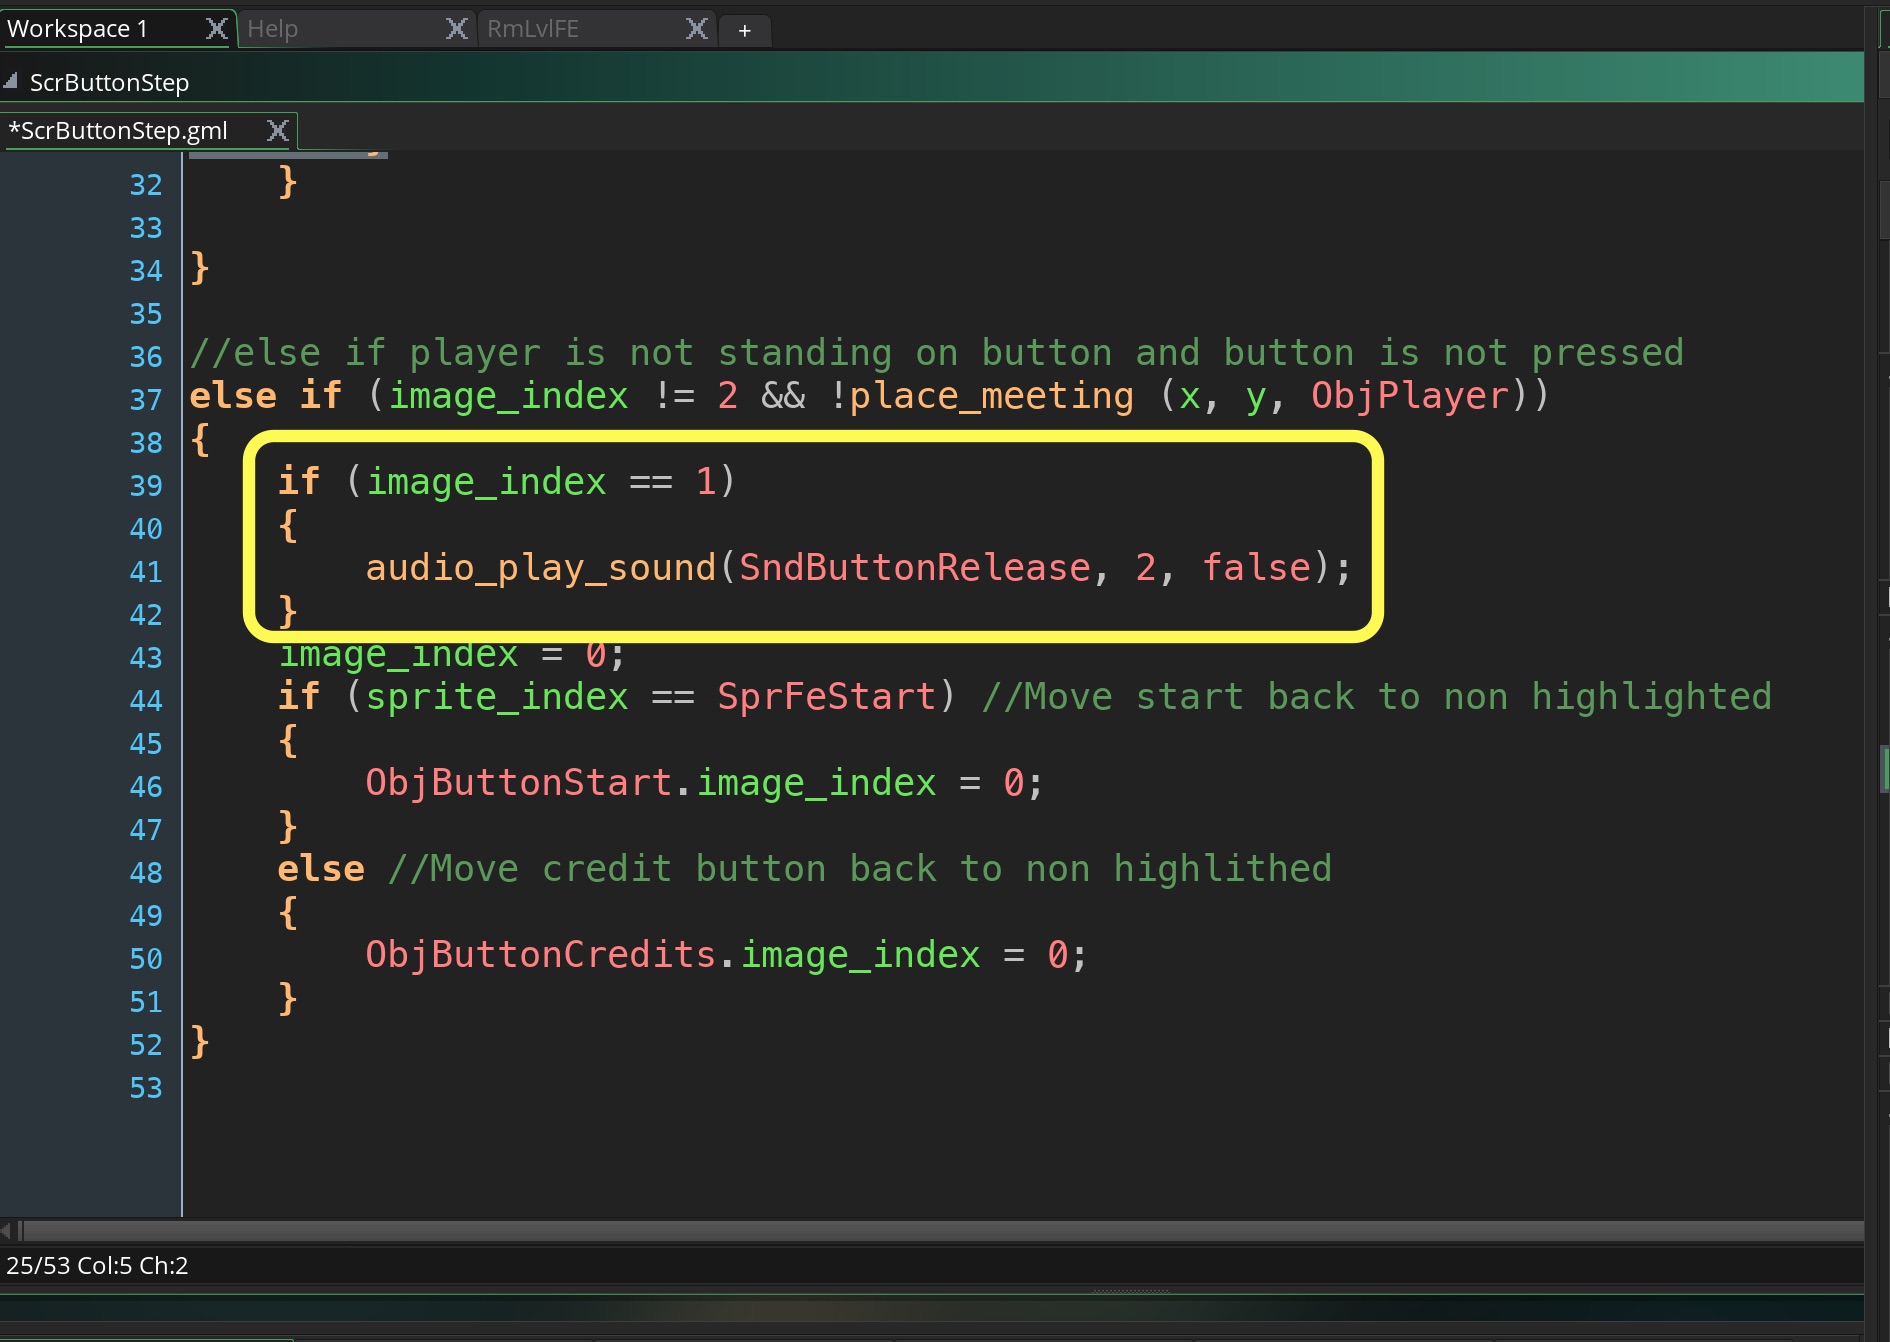 Workspace 1 Help RmLvlFE +
ScrButtonStep
*ScrButtonStep.gml
32 }
33
34 }
35
36 //else if player is not standing on button and button is not pressed
37 else if (image_index != 2 && !place_meeting (x, y, ObjPlayer))
38 {
39 if (image_index == 1)
40 {
41 audio_play_sound(SndButtonRelease, 2, false);
42 }
43 image_index = 0;
44 if (sprite_index == SprFeStart) //Move start back to non highlighted
45 {
46 ObjButtonStart.image_index = 0;
47 }
48 else //Move credit button back to non highlithed
49 {
50 ObjButtonCredits.image_index = 0;
51 }
52 }
53
25/53 Col:5 Ch:2